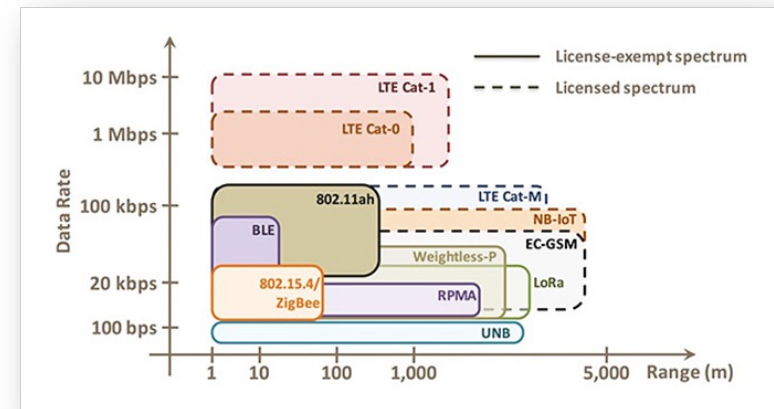 License-exempt spectrum
Licensed spectrum
10 Mbps
LTE Cat-1
LTE Cat-0
1 Mbps
Data Rate
100 kbps
802.11ah
LTE Cat-M
NB-IoT
BLE
EC-GSM
Weightless-P
20 kbps
802.15.4/
ZigBee
RPMA
LoRa
100 bps
UNB
1 10 100 1,000 5,000 Range (m)